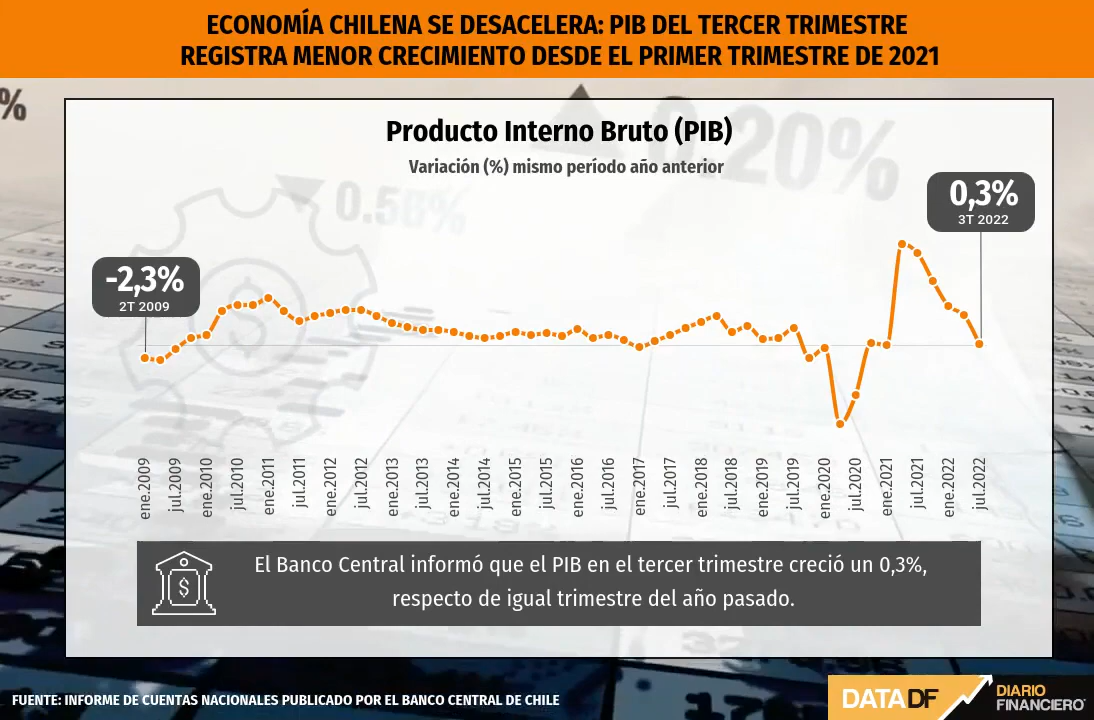 ECONOMÍA CHILENA SE DESACELERA: PIB DEL TERCER TRIMESTRE
REGISTRA MENOR CRECIMIENTO DESDE EL PRIMER TRIMESTRE DE 2021
%
0.20%
0.56%
Producto Interno Bruto (PIB)
Variación (%) mismo período año anterior
0,3%
3T 2022
-2,3%
2T 2009
ene.2009
jul.2009
ene.2010
jul.2010
ene.2011
jul.2011
ene.2012
jul.2012
ene.2013
jul.2013
ene.2014
jul.2014
ene.2015
jul.2015
ene.2016
jul.2016
ene.2017
jul.2017
ene.2018
jul.2018
ene.2019
jul.2019
ene.2020
jul.2020
ene.2021
jul.2021
ene.2022
jul.2022
$
El Banco Central informó que el PIB en el tercer trimestre creció un 0,3%,
respecto de igual trimestre del año pasado.
FUENTE: INFORME DE CUENTAS NACIONALES PUBLICADO POR EL BANCO CENTRAL DE CHILE
DATA DF
DIARIO
FINANCIERO